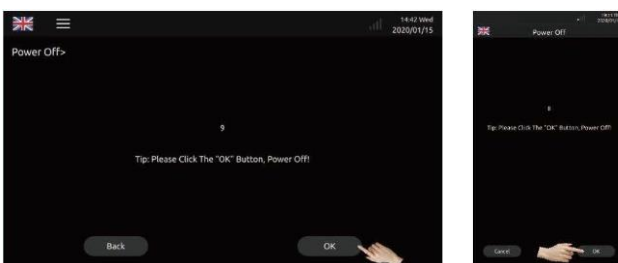 14:42 Wed
2020/01/15
Power Off>
9
Tip: Please Click The "OK" Button, Power Off!
Back
OK
Power Off
8
Tip: Please Click The "OK" Button, Power Off!
Cancel
OK